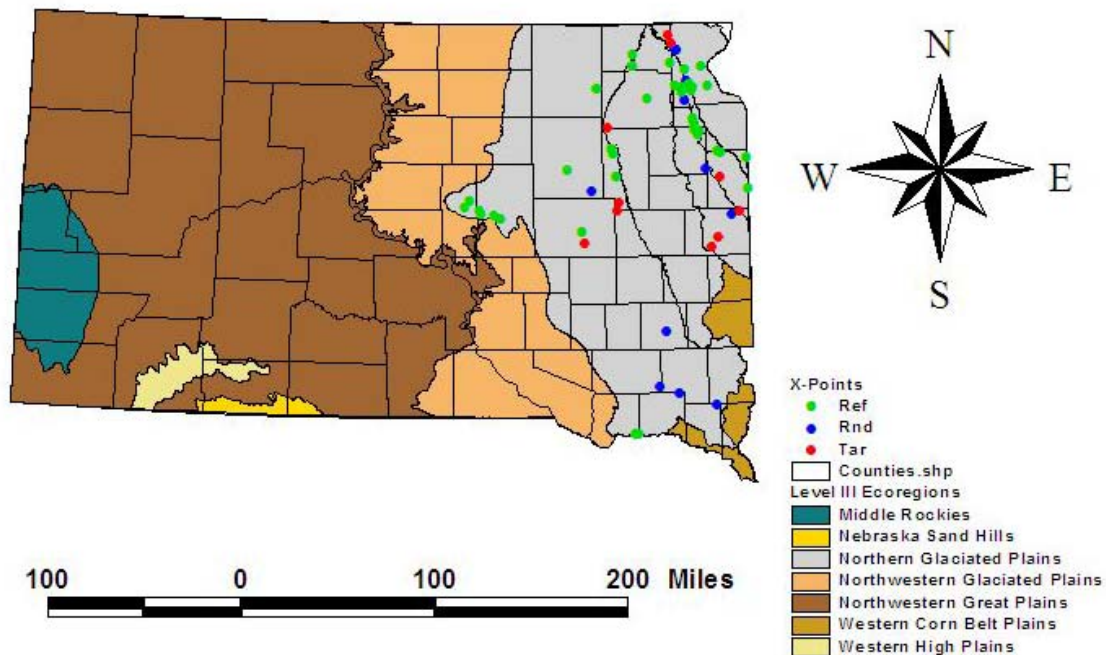 N
W E
S
X-Points
Ref
Rnd
Tar
Counties.shp
Level III Ecoregions
Middle Rockies
Nebraska Sand Hills
Northern Glaciated Plains
Northwestern Glaciated Plains
Northwestern Great Plains
Western Corn Belt Plains
Western High Plains
100 0 100 200 Miles